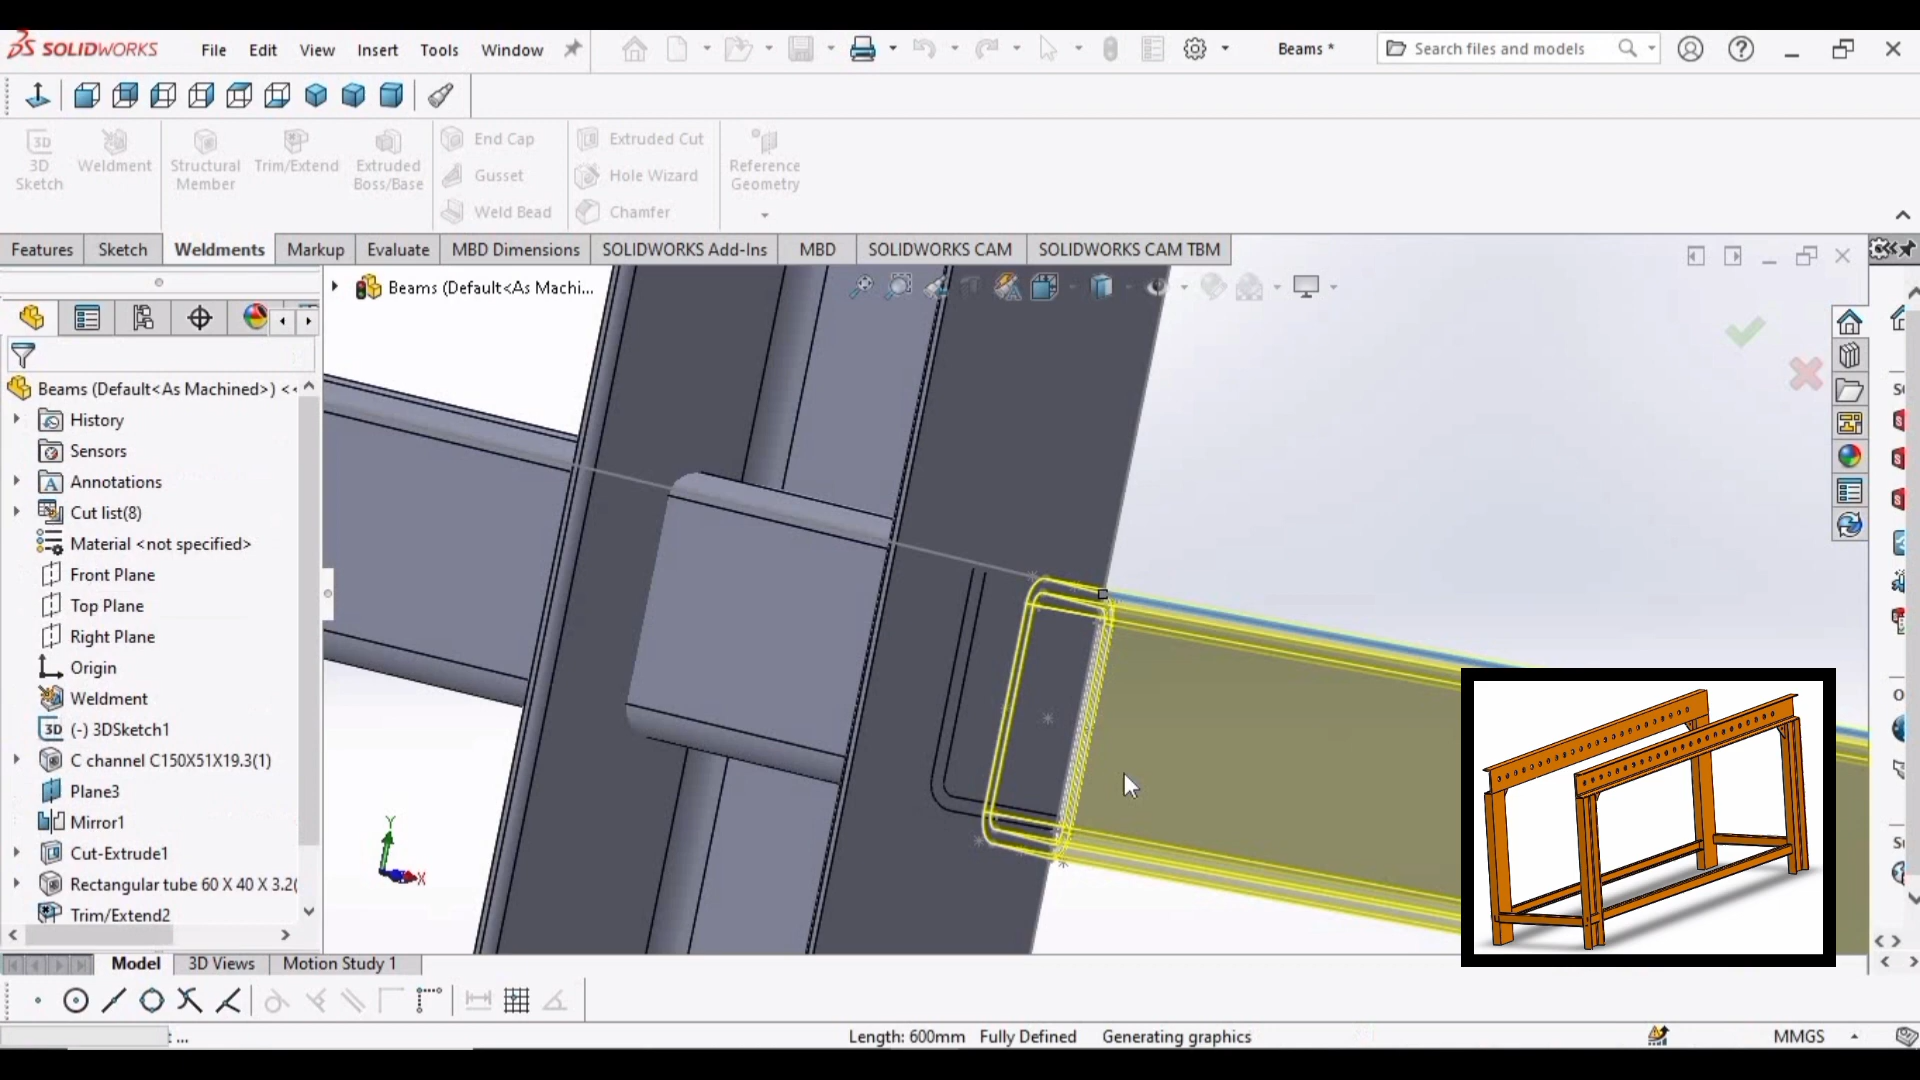 SOLIDWORKS File Edit View Insert Tools Window Beams * Search files and models
3D Sketch
Weldment
Structural Member
Trim/Extend
Extruded Boss/Base
End Cap
Gusset
Weld Bead
Extruded Cut
Hole Wizard
Chamfer
Reference Geometry
Features Sketch Weldments Markup Evaluate MBD Dimensions SOLIDWORKS Add-Ins MBD SOLIDWORKS CAM SOLIDWORKS CAM TBM
Beams (Default<As Machi...
Beams (Default<As Machined>) <
History
Sensors
Annotations
Cut list(8)
Material <not specified>
Front Plane
Top Plane
Right Plane
Origin
Weldment
3D (-) 3DSketch1
C channel C150X51X19.3(1)
Plane3
Mirror1
Cut-Extrude1
Rectangular tube 60 X 40 X 3.2(
Trim/Extend2
Y
X
Model 3D Views Motion Study 1
... Length: 600mm Fully Defined Generating graphics MMGS